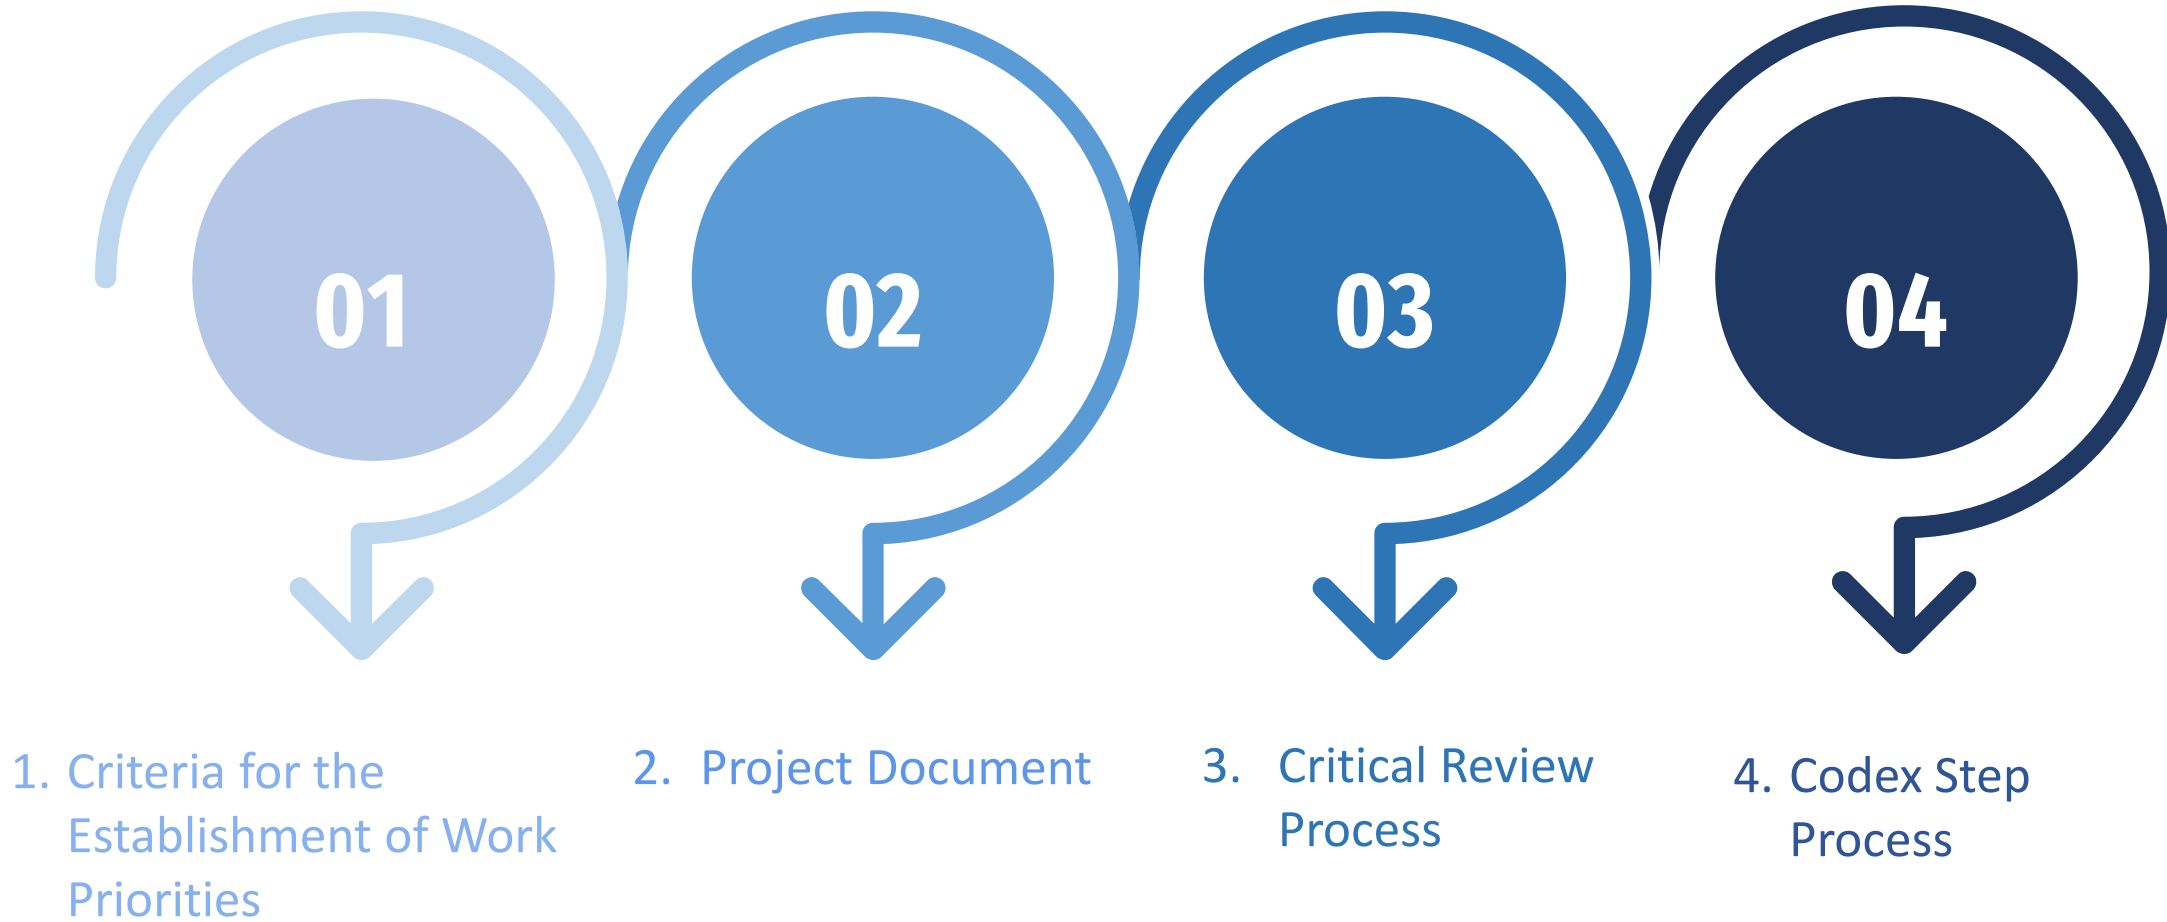 01
02
03
04
1. Criteria for the
Establishment of Work
Priorities
2. Project Document
3. Critical Review
Process
4. Codex Step
Process